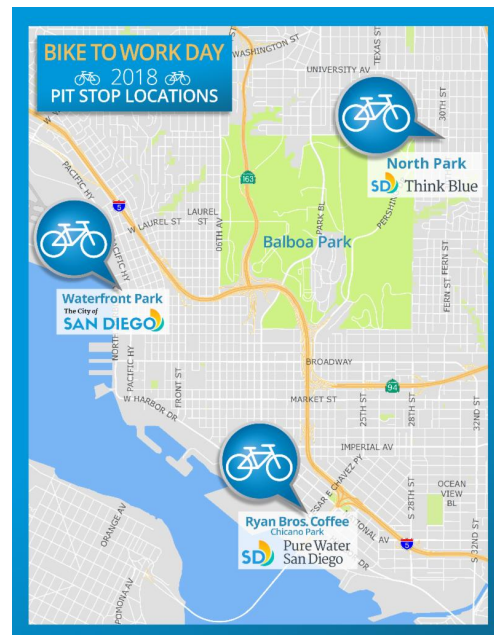 BIKE TO WORK DAY
2018
PIT STOP LOCATIONS
WASHINGTON ST
TEXAS ST
UNIVERSITY AV
30TH ST
North Park
SD Think Blue
PACIFIC HY
163
5
W LAUREL ST
LAUREL
ST
06TH AV
PARK BL
PERSHING
Balboa Park
FERN ST
FERN ST
PACIFIC HY
Waterfront Park
The City of
SAN DIEGO
NORTH
PACIFIC HY
FRONT ST
W HARBOR DR
BROADWAY
94
MARKET ST
25TH ST
28TH ST
32ND ST
IMPERIAL AV
CESAR E CHAVEZ PY
S 28TH ST
OCEAN
VIEW
BL
Ryan Bros. Coffee
Chicano Park
SD Pure Water
San Diego
5
S 32ND ST
ORANGE AV
POMONA AV